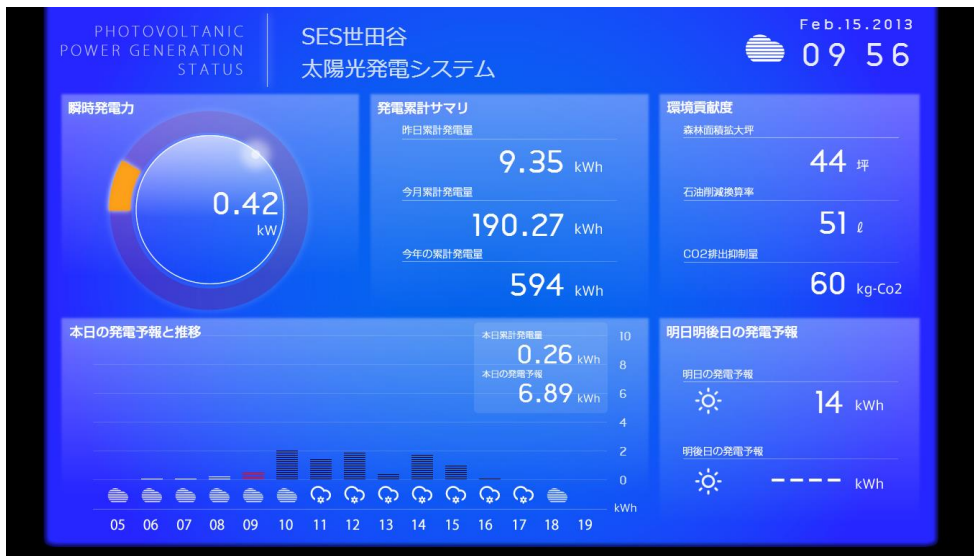 PHOTOVOLTANIC
POWER GENERATION
STATUS
SES世田谷
太陽光発電システム
Feb.15.2013
09 56
瞬時発電力
0.42
kW
発電累計サマリ
昨日累計発電量
9.35 kWh
今月累計発電量
190.27 kWh
今年の累計発電量
594 kWh
環境貢献度
森林面積拡大坪
44 坪
石油削減換算率
51 ℓ
CO2排出抑制量
60 kg-Co2
本日の発電予報と推移
本日累計発電量
0.26 kWh
本日の発電予報
6.89 kWh
10
8
6
4
2
0
kWh
05 06 07 08 09 10 11 12 13 14 15 16 17 18 19
明日明後日の発電予報
明日の発電予報
14 kWh
明後日の発電予報
---- kWh